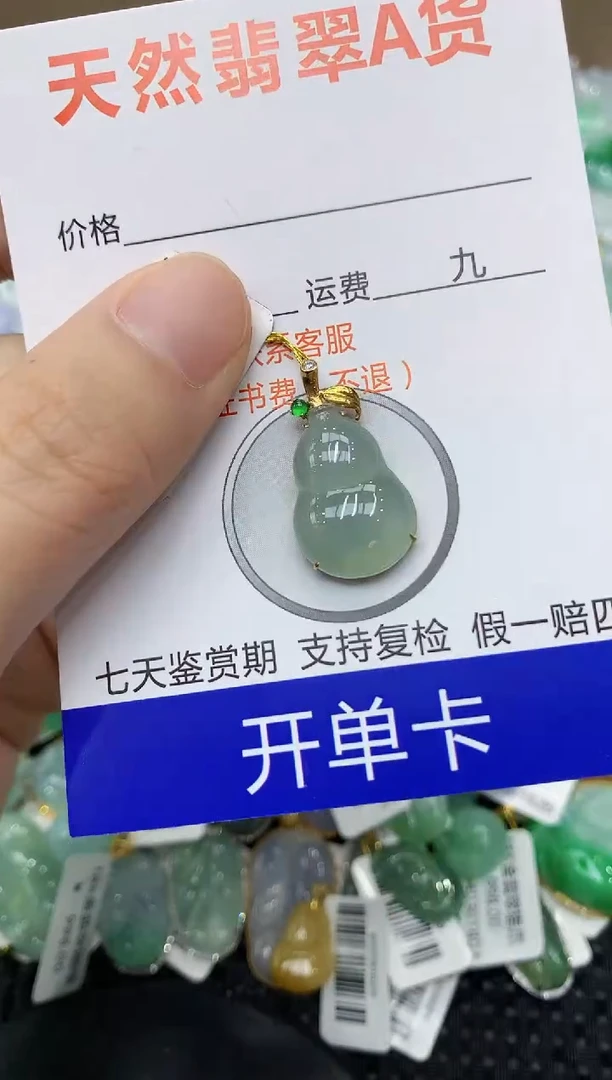 天然翡翠A货
价格
运费 九
系客服
证书费 不退）
七天鉴赏期 支持复检 假一赔四
开单卡